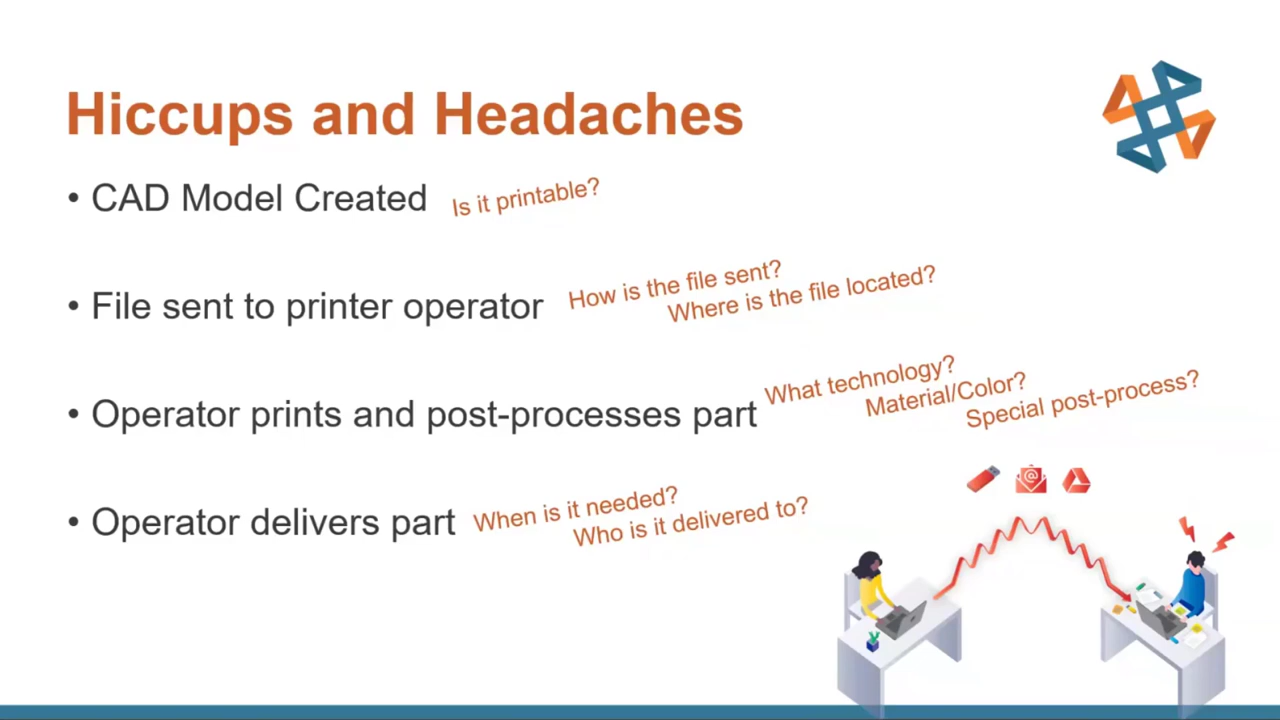 Hiccups and Headaches
• CAD Model Created
Is it printable?
• File sent to printer operator
How is the file sent?
Where is the file located?
• Operator prints and post-processes part
What technology?
Material/Color?
Special post-process?
• Operator delivers part
When is it needed?
Who is it delivered to?
@